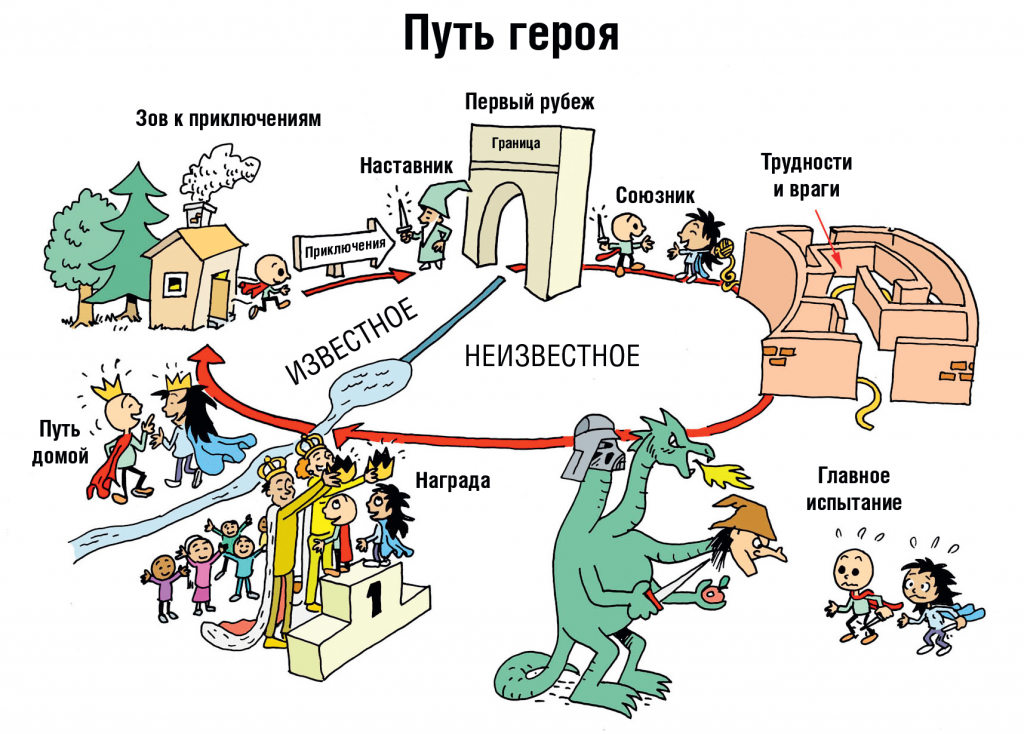 Путь героя
Зов к приключениям
Приключения
Наставник
Первый рубеж
Граница
Союзник
Трудности
и враги
ИЗВЕСТНОЕ
НЕИЗВЕСТНОЕ
Главное
испытание
Награда
1
Путь
домой